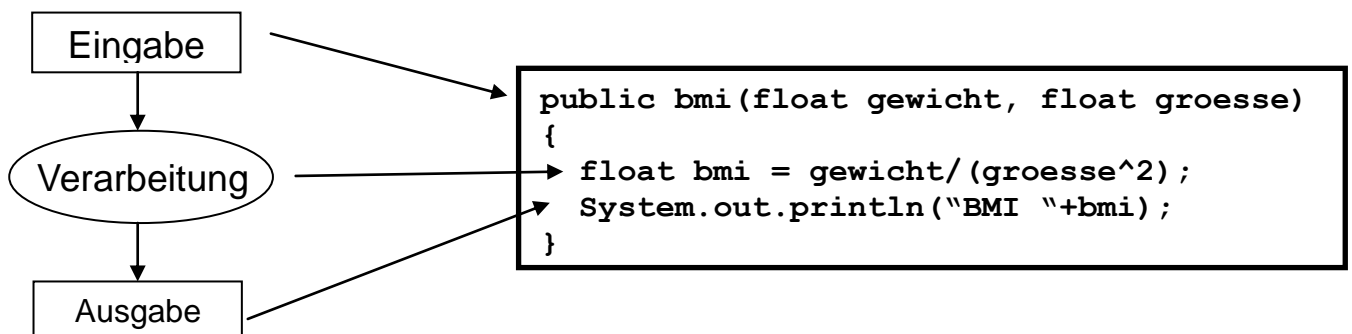 Eingabe
Verarbeitung
Ausgabe
public bmi(float gewicht, float groesse)
{
float bmi = gewicht/(groesse^2);
System.out.println(“BMI “+bmi);
}